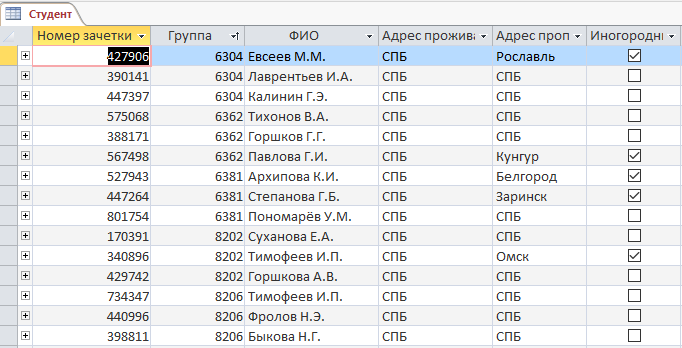 Студент
Номер зачетки Группа ФИО Адрес прожива Адрес проп Иногородни
427906 6304 Евсеев М.М. СПБ Рославль
390141 6304 Лаврентьев И.А. СПБ СПБ
447397 6304 Калинин Г.Э. СПБ СПБ
575068 6362 Тихонов В.А. СПБ СПБ
388171 6362 Горшков Г.Г. СПБ СПБ
567498 6362 Павлова Г.И. СПБ Кунгур
527943 6381 Архипова К.И. СПБ Белгород
447264 6381 Степанова Г.Б. СПБ Заринск
801754 6381 Пономарёв У.М. СПБ СПБ
170391 8202 Суханова Е.А. СПБ СПБ
340896 8202 Тимофеев И.П. СПБ Омск
429742 8202 Горшкова А.В. СПБ СПБ
734347 8206 Тимофеев И.П. СПБ СПБ
440996 8206 Фролов Н.Э. СПБ СПБ
398811 8206 Быкова Н.Г. СПБ СПБ